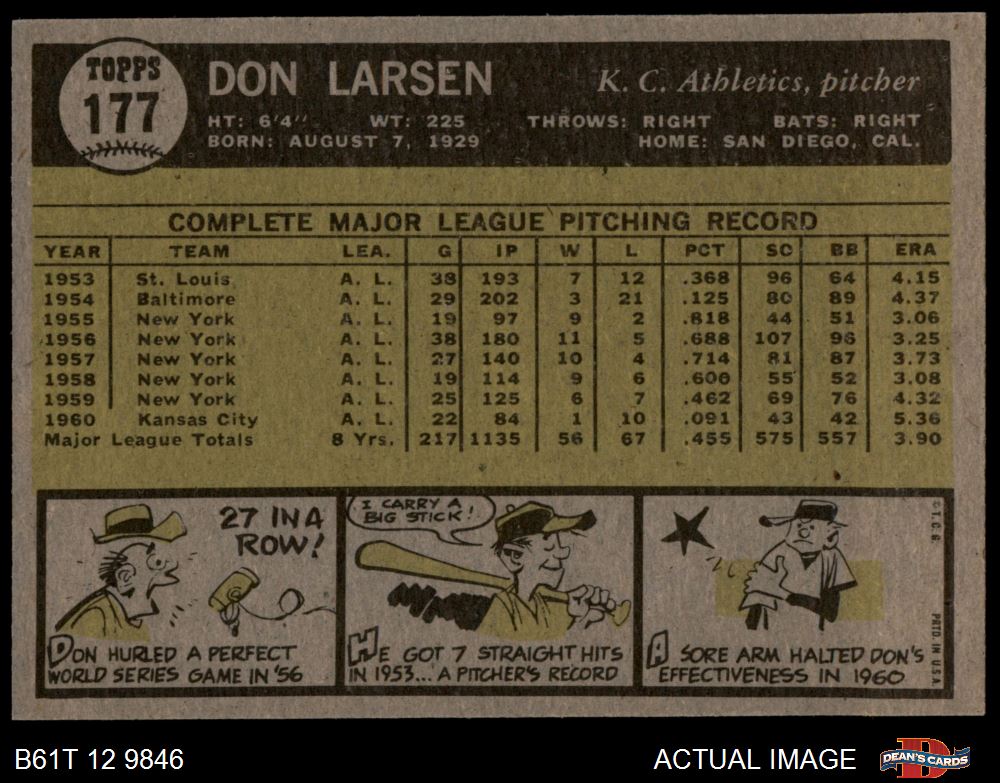 TOPPS
177
DON LARSEN
K. C. Athletics, pitcher
HT: 6'4" WT: 225 THROWS: RIGHT BATS: RIGHT
BORN: AUGUST 7, 1929 HOME: SAN DIEGO, CAL.
COMPLETE MAJOR LEAGUE PITCHING RECORD
YEAR TEAM LEA. G IP W L PCT SO BB ERA
1953 St. Louis A. L. 38 193 7 12 .368 96 64 4.15
1954 Baltimore A. L. 29 202 3 21 .125 80 89 4.37
1955 New York A. L. 19 97 9 2 .818 44 51 3.06
1956 New York A. L. 38 180 11 5 .688 107 96 3.25
1957 New York A. L. 27 140 10 4 .714 81 87 3.73
1958 New York A. L. 19 114 9 6 .600 55 52 3.08
1959 New York A. L. 25 125 6 7 .462 69 76 4.32
1960 Kansas City A. L. 22 84 1 10 .091 43 42 5.36
Major League Totals 8 Yrs. 217 1135 56 67 .455 575 557 3.90
27 IN A
ROW!
DON HURLED A PERFECT
WORLD SERIES GAME IN '56
I CARRY A
BIG STICK!
HE GOT 7 STRAIGHT HITS
IN 1953... A PITCHER'S RECORD
A SORE ARM HALTED DON'S
EFFECTIVENESS IN 1960
© T.C.G.
PRTD. IN U.S.A.
B61T 12 9846
ACTUAL IMAGE
DEAN'S CARDS